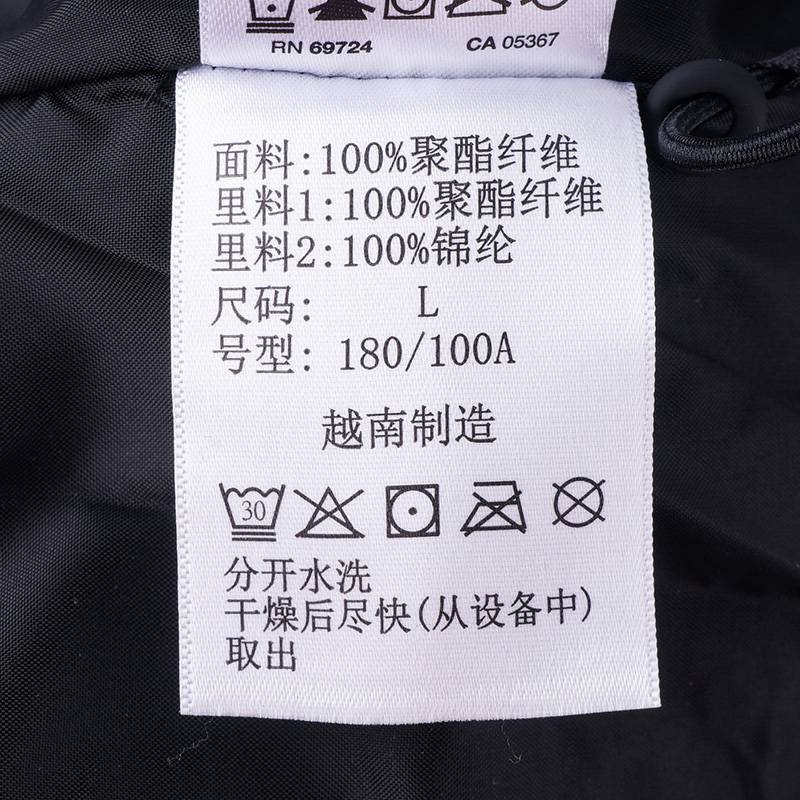 RN 69724 CA 05367
面料:100%聚酯纤维
里料1:100%聚酯纤维
里料2:100%锦纶
尺码: L
号型: 180/100A
越南制造
30
分开水洗
干燥后尽快(从设备中)
取出